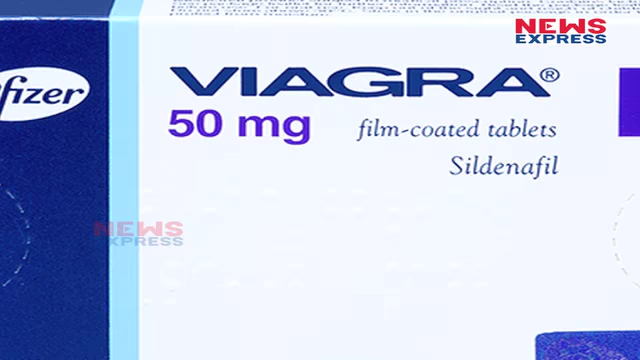 NEWS
EXPRESS
fizer
VIAGRA®
50 mg film-coated tablets
Sildenafil
NEWS
EXPRESS